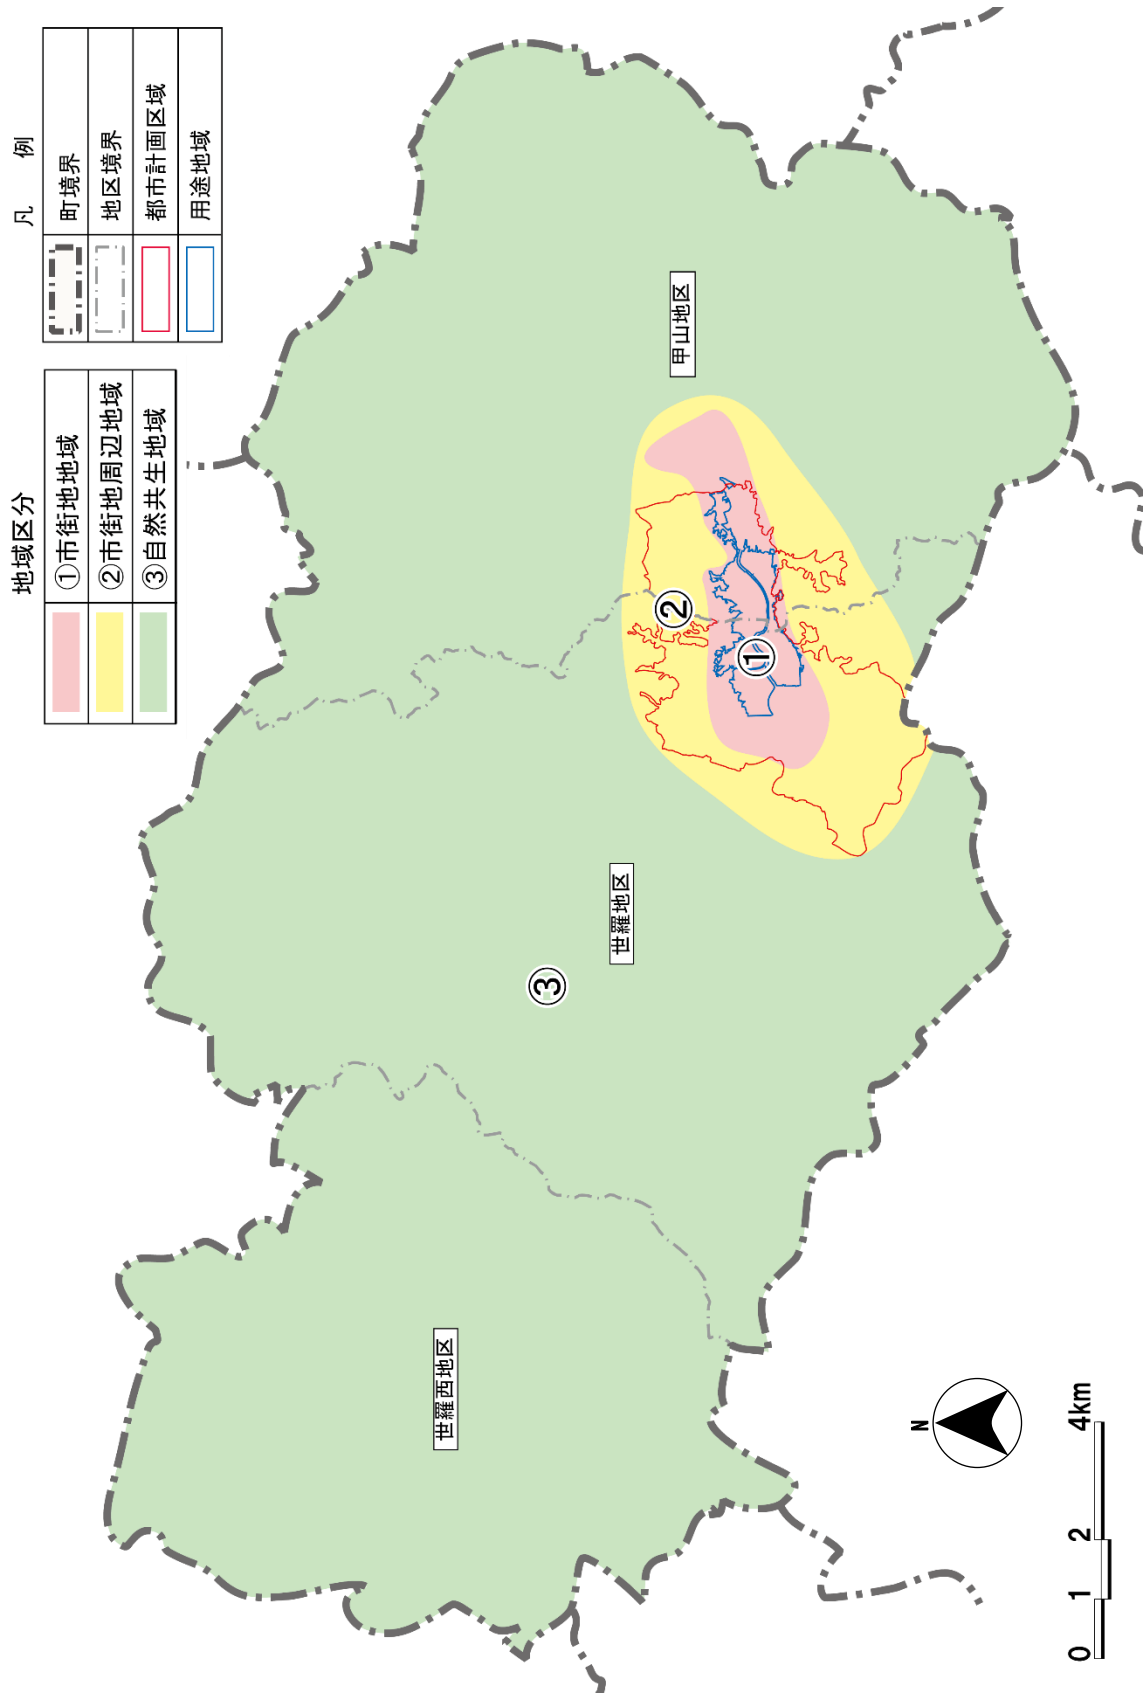 地域区分
①市街地地域
②市街地周辺地域
③自然共生地域
凡 例
町境界
地区境界
都市計画区域
用途地域
世羅西地区
世羅地区
甲山地区
③
②
①
N
0 1 2 4km